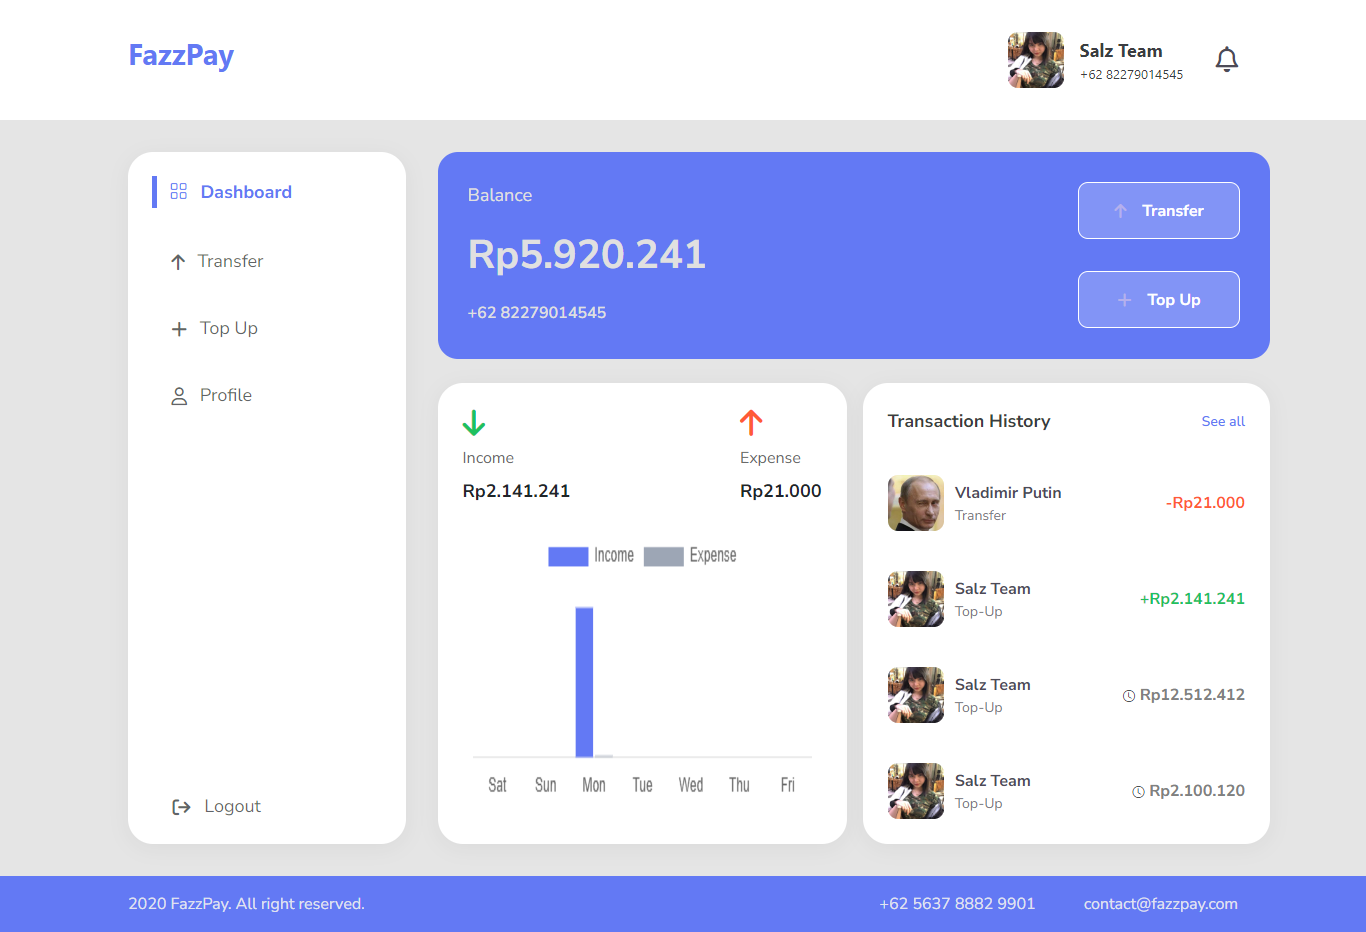 FazzPay
Salz Team
+62 82279014545
Dashboard
Transfer
Top Up
Profile
Logout
Balance
Rp5.920.241
+62 82279014545
Transfer
Top Up
Income
Rp2.141.241
Expense
Rp21.000
Income Expense
Sat Sun Mon Tue Wed Thu Fri
Transaction History
See all
Vladimir Putin
Transfer
-Rp21.000
Salz Team
Top-Up
+Rp2.141.241
Salz Team
Top-Up
Rp12.512.412
Salz Team
Top-Up
Rp2.100.120
2020 FazzPay. All right reserved.
+62 5637 8882 9901
contact@fazzpay.com